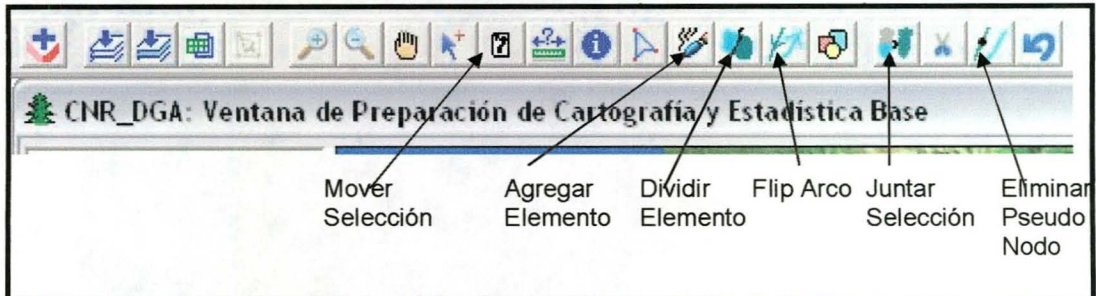 CNR_DGA: Ventana de Preparación de Cartografía y Estadística Base
Mover Selección
Agregar Elemento
Dividir Elemento
Flip Arco
Juntar Selección
Eliminar Pseudo Nodo